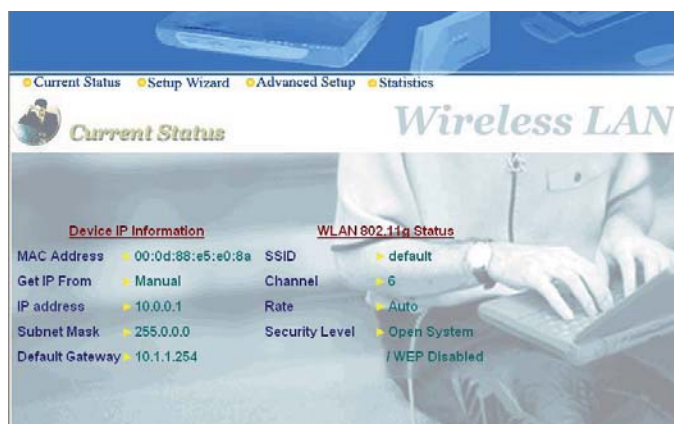 Current Status Setup Wizard Advanced Setup Statistics
Current Status
Wireless LAN
Device IP Information
MAC Address 00:0d:88:e5:e0:8a
Get IP From Manual
IP address 10.0.0.1
Subnet Mask 255.0.0.0
Default Gateway 10.1.1.254
WLAN 802.11g Status
SSID default
Channel 6
Rate Auto
Security Level Open System
/ WEP Disabled